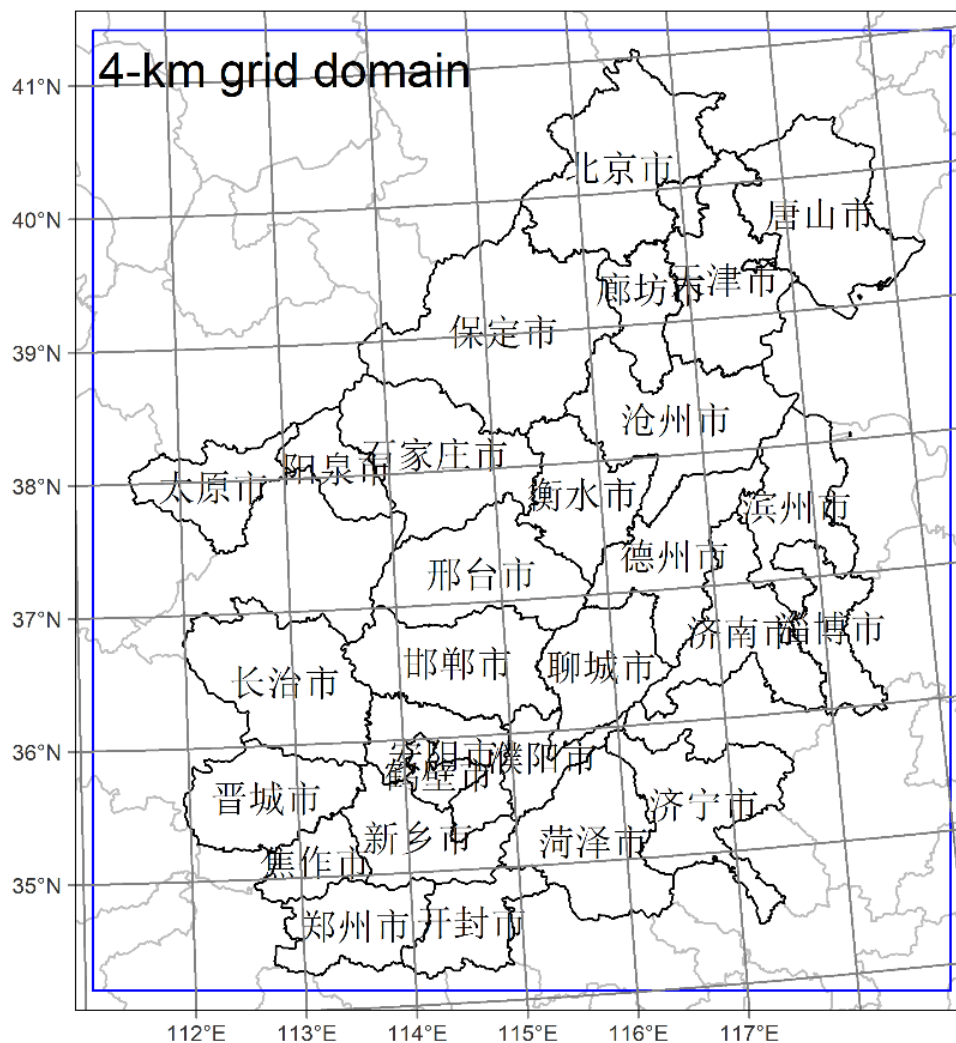 4-km grid domain
41°N
北京市
唐山市
40°N
廊坊市
天津市
39°N
保定市
沧州市
石家庄市
阳泉市
太原市
38°N
衡水市
滨州市
德州市
邢台市
37°N
济南市
淄博市
邯郸市
聊城市
长治市
36°N
安阳市
濮阳市
鹤壁市
晋城市
济宁市
新乡市
菏泽市
焦作市
35°N
郑州市
开封市
112°E 113°E 114°E 115°E 116°E 117°E